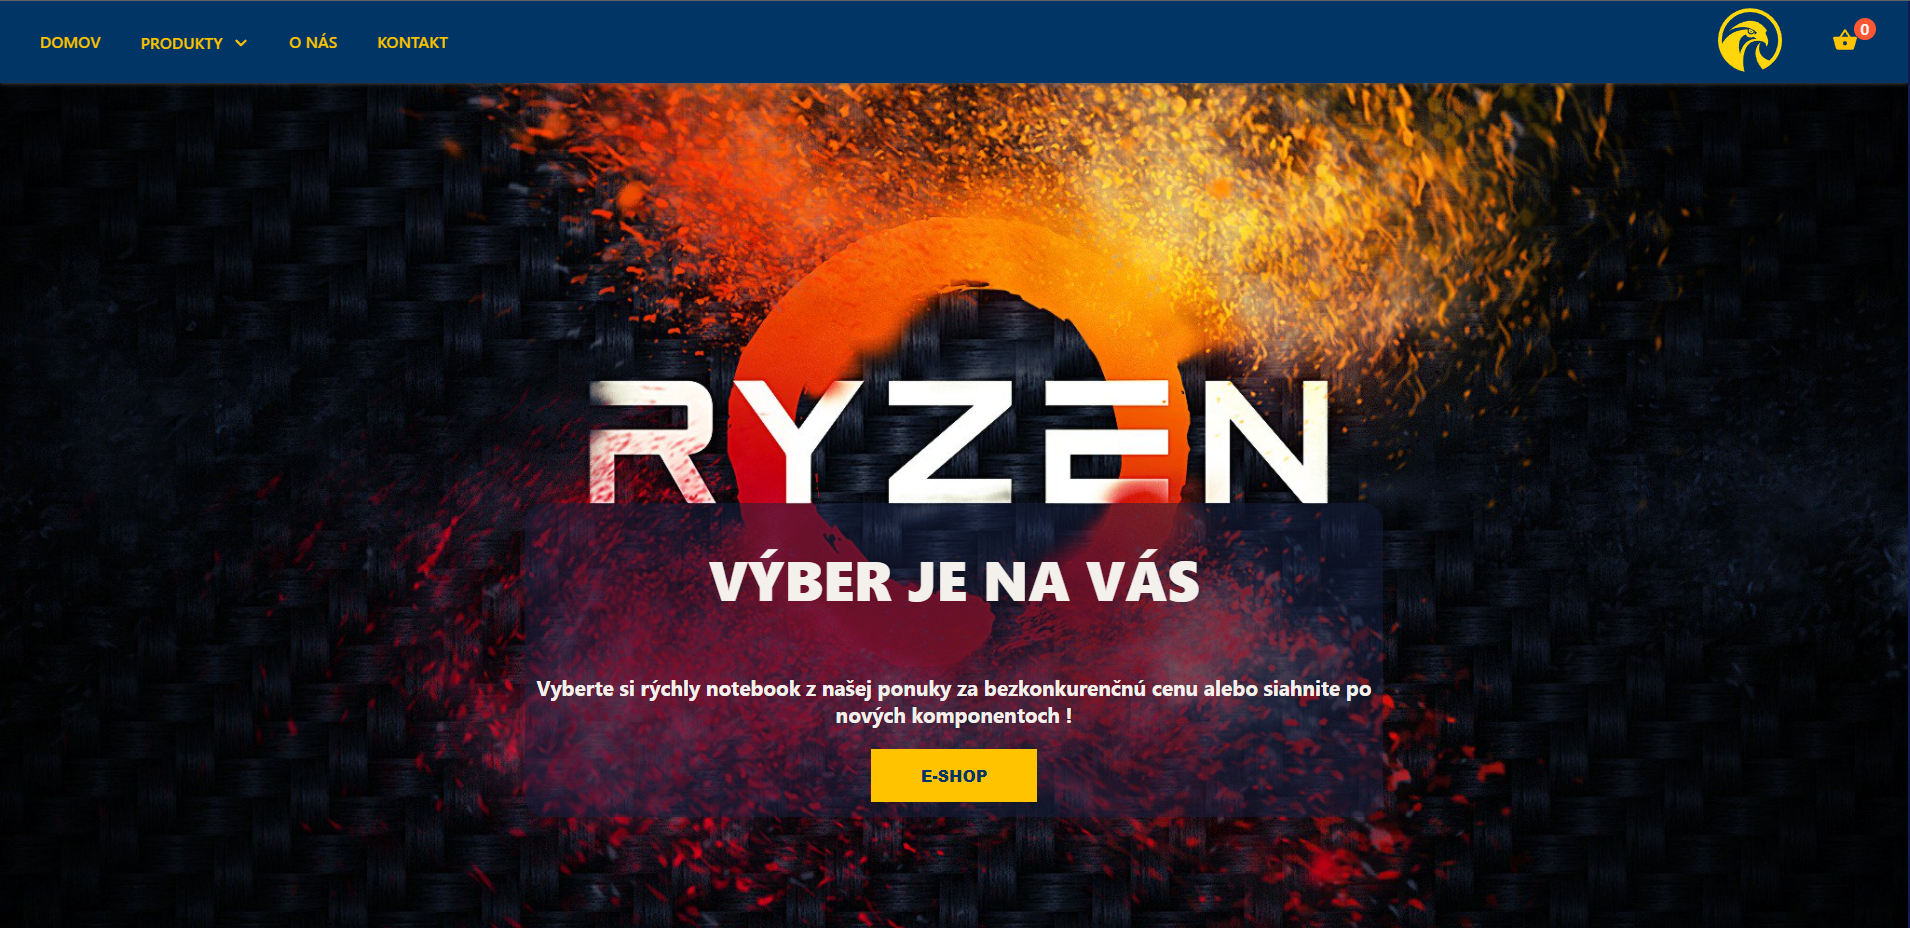 DOMOV
PRODUKTY
O NÁS
KONTAKT
0
RYZEN
VÝBER JE NA VÁS
Vyberte si rýchly notebook z našej ponuky za bezkonkurenčnú cenu alebo siahnite po
nových komponentoch !
E-SHOP